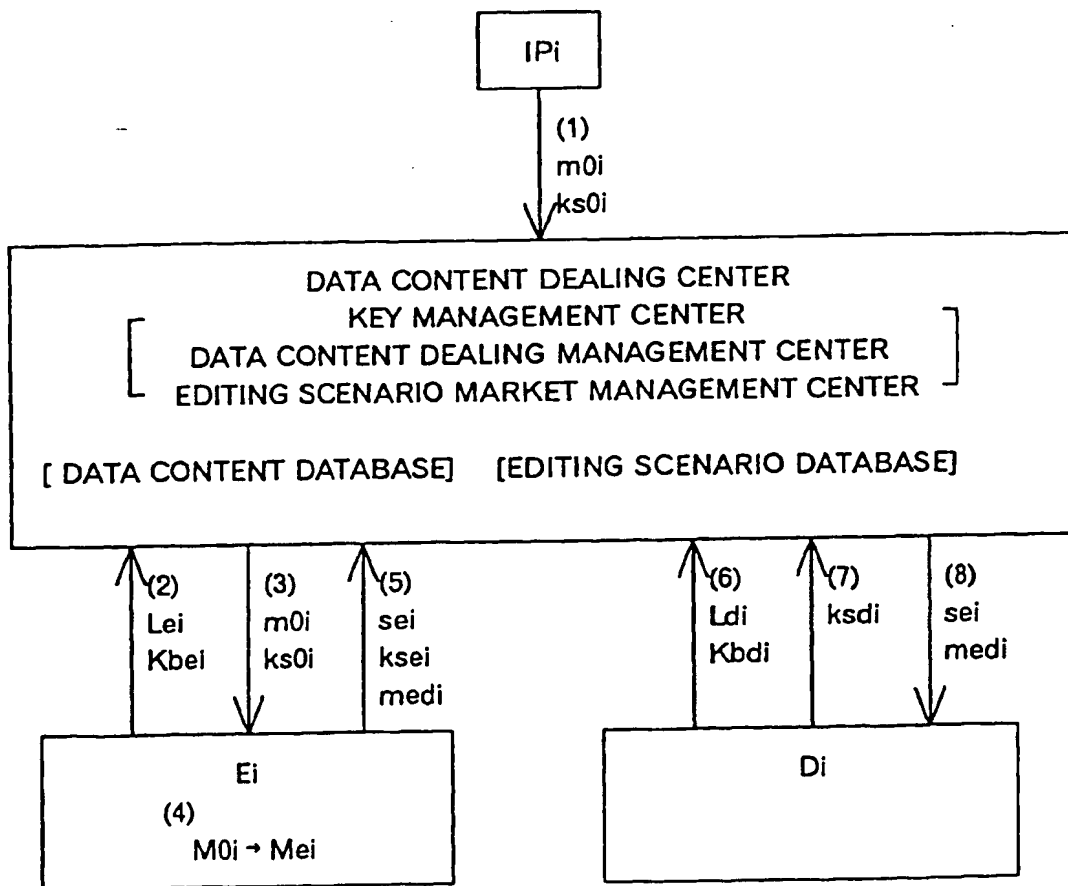 IPi
(1)
m0i
ks0i
DATA CONTENT DEALING CENTER
KEY MANAGEMENT CENTER
DATA CONTENT DEALING MANAGEMENT CENTER
EDITING SCENARIO MARKET MANAGEMENT CENTER
[ DATA CONTENT DATABASE] [EDITING SCENARIO DATABASE]
(2)
Lei
Kbei
(3)
m0i
ks0i
(5)
sei
ksei
medi
(6)
Ldi
Kbdi
(7)
ksdi
(8)
sei
medi
Ei
(4)
M0i → Mei
Di